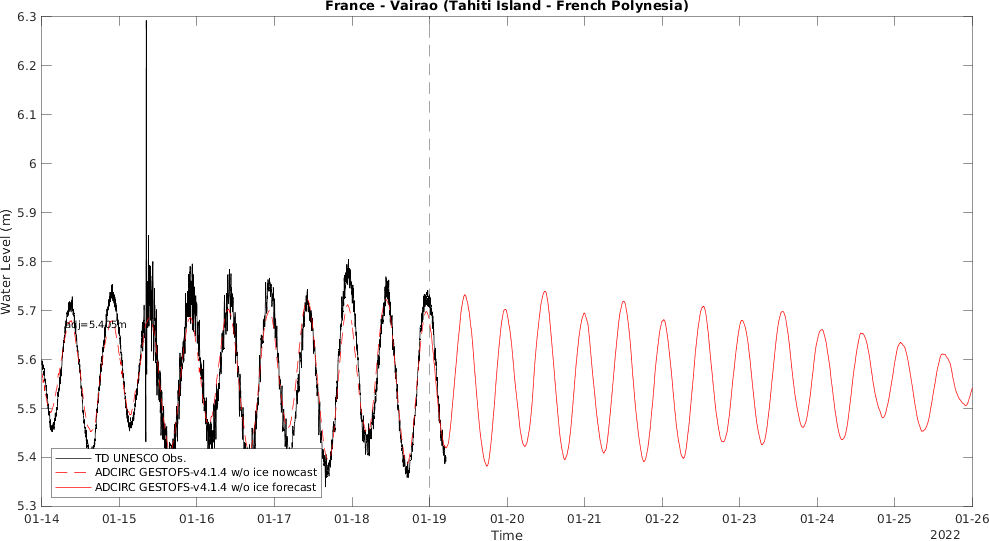 France - Vairao (Tahiti Island - French Polynesia)
6.3
6.2
6.1
6
5.9
5.8
5.7
5.6
5.5
5.4
5.3
Water Level (m)
TD UNESCO Obs.
ADCIRC GESTOFS-v4.1.4 w/o ice nowcast
ADCIRC GESTOFS-v4.1.4 w/o ice forecast
01-14 01-15 01-16 01-17 01-18 01-19 01-20 01-21 01-22 01-23 01-24 01-25 01-26
Time
2022